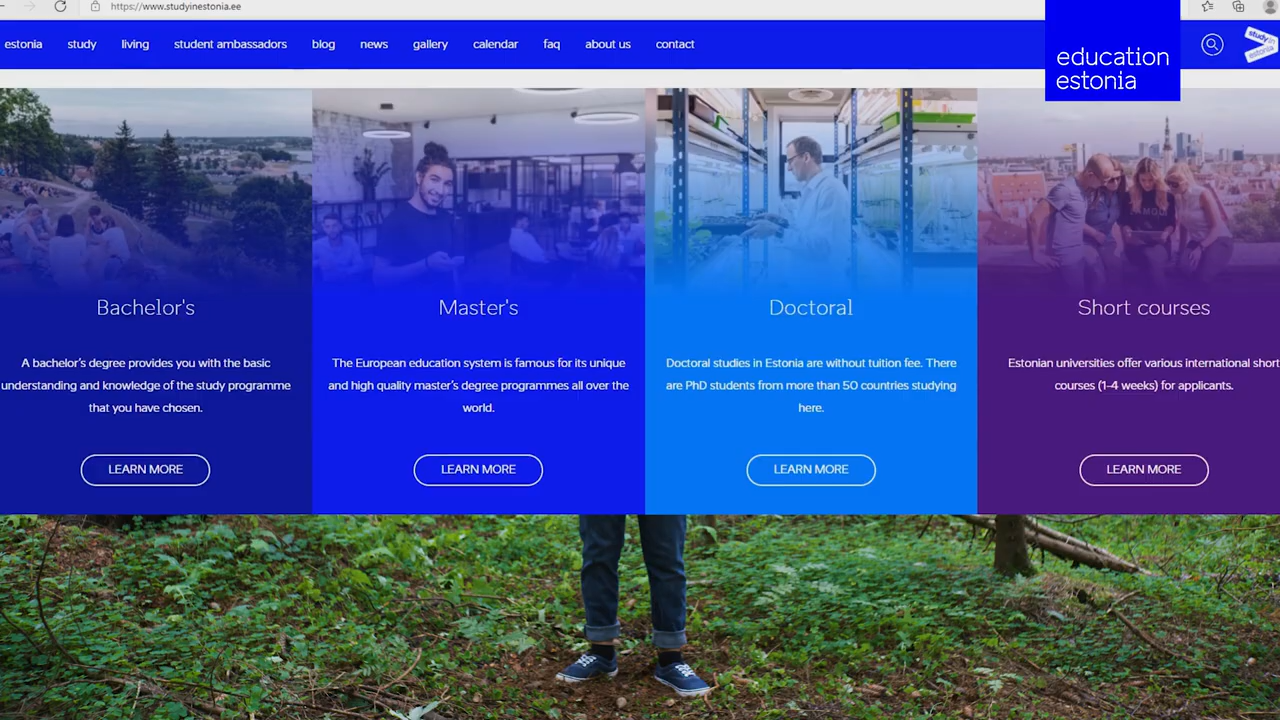 https://www.studyinestonia.ee
estonia study living student ambassadors blog news gallery calendar faq about us contact
study in
estonia
education
estonia
Bachelor's
A bachelor's degree provides you with the basic
understanding and knowledge of the study programme
that you have chosen.
LEARN MORE
Master's
The European education system is famous for its unique
and high quality master's degree programmes all over the
world.
LEARN MORE
Doctoral
Doctoral studies in Estonia are without tuition fee. There
are PhD students from more than 50 countries studying
here.
LEARN MORE
Short courses
Estonian universities offer various international short
courses (1-4 weeks) for applicants.
LEARN MORE